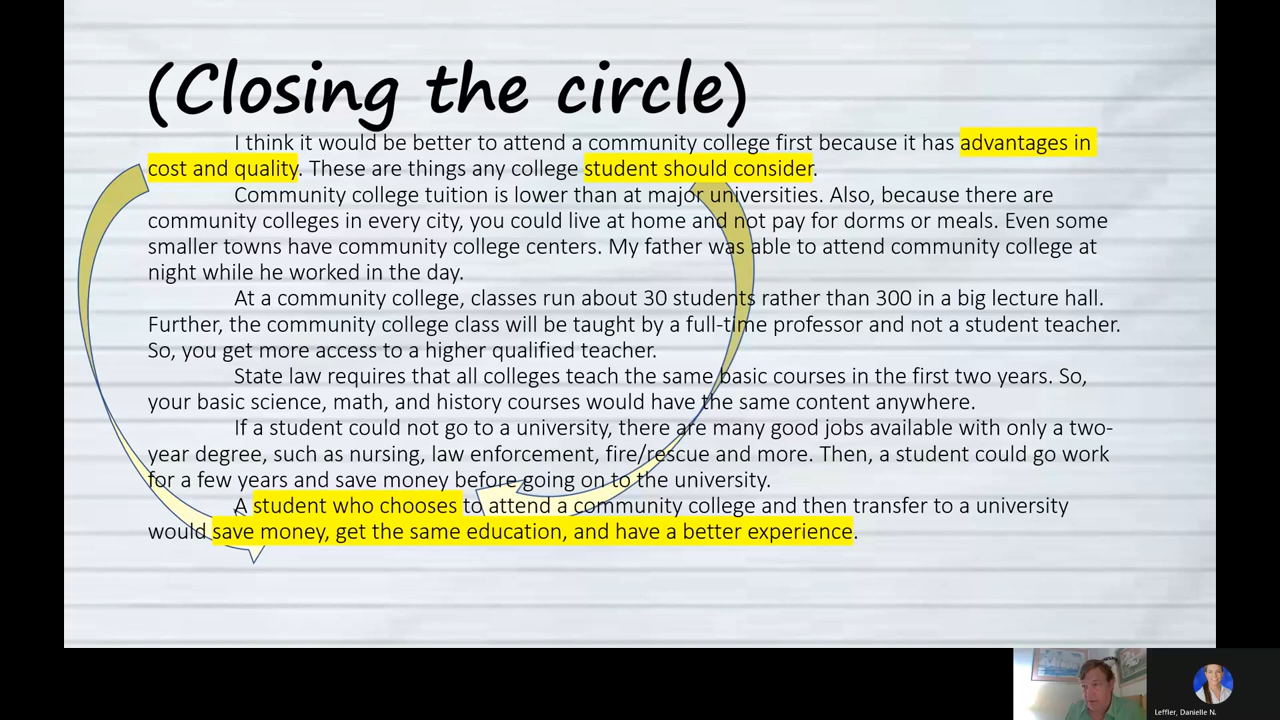 (Closing the circle)
I think it would be better to attend a community college first because it has advantages in
cost and quality. These are things any college student should consider.
Community college tuition is lower than at major universities. Also, because there are
community colleges in every city, you could live at home and not pay for dorms or meals. Even some
smaller towns have community college centers. My father was able to attend community college at
night while he worked in the day.
At a community college, classes run about 30 students rather than 300 in a big lecture hall.
Further, the community college class will be taught by a full-time professor and not a student teacher.
So, you get more access to a higher qualified teacher.
State law requires that all colleges teach the same basic courses in the first two years. So,
your basic science, math, and history courses would have the same content anywhere.
If a student could not go to a university, there are many good jobs available with only a two-
year degree, such as nursing, law enforcement, fire/rescue and more. Then, a student could go work
for a few years and save money before going on to the university.
A student who chooses to attend a community college and then transfer to a university
would save money, get the same education, and have a better experience.
Leffler, Danielle N.